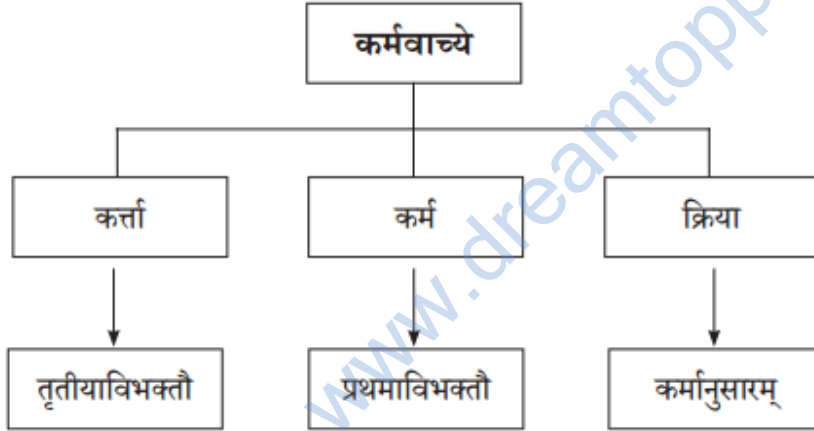 कर्मवाच्ये
कर्त्ता
कर्म
क्रिया
तृतीयाविभक्तौ
प्रथमाविभक्तौ
कर्मानुसारम्
www.dreamtopp